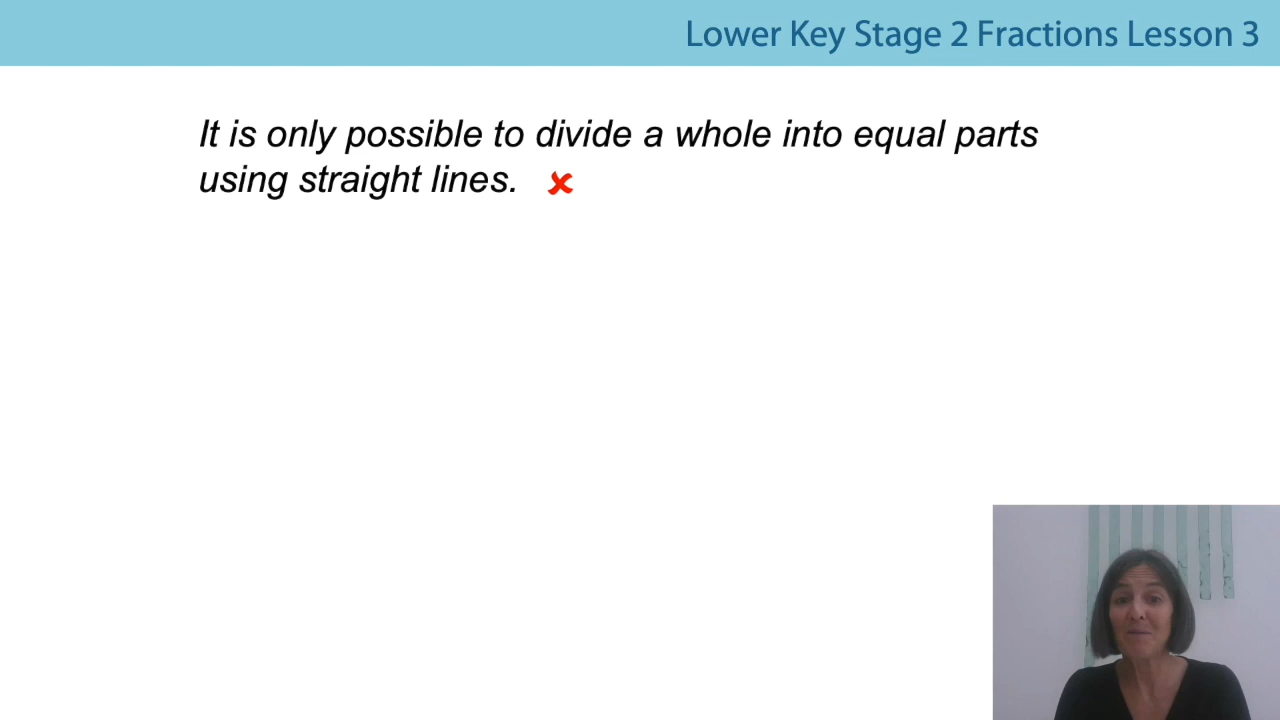 Lower Key Stage 2 Fractions Lesson 3
It is only possible to divide a whole into equal parts
using straight lines. ✘